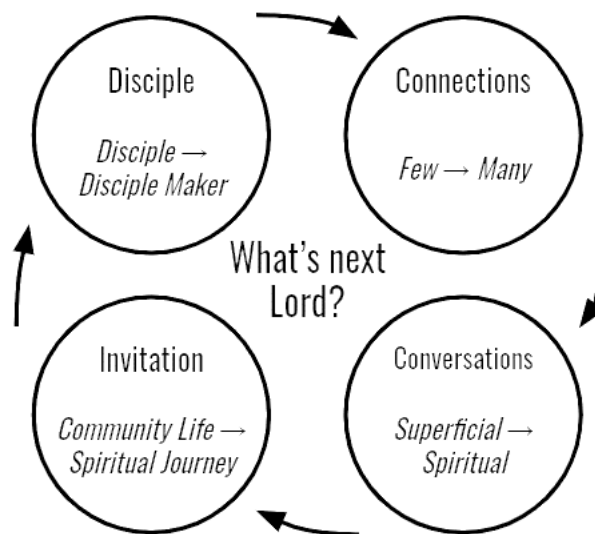 Disciple
Disciple →
Disciple Maker
Connections
Few → Many
What's next
Lord?
Invitation
Community Life →
Spiritual Journey
Conversations
Superficial →
Spiritual